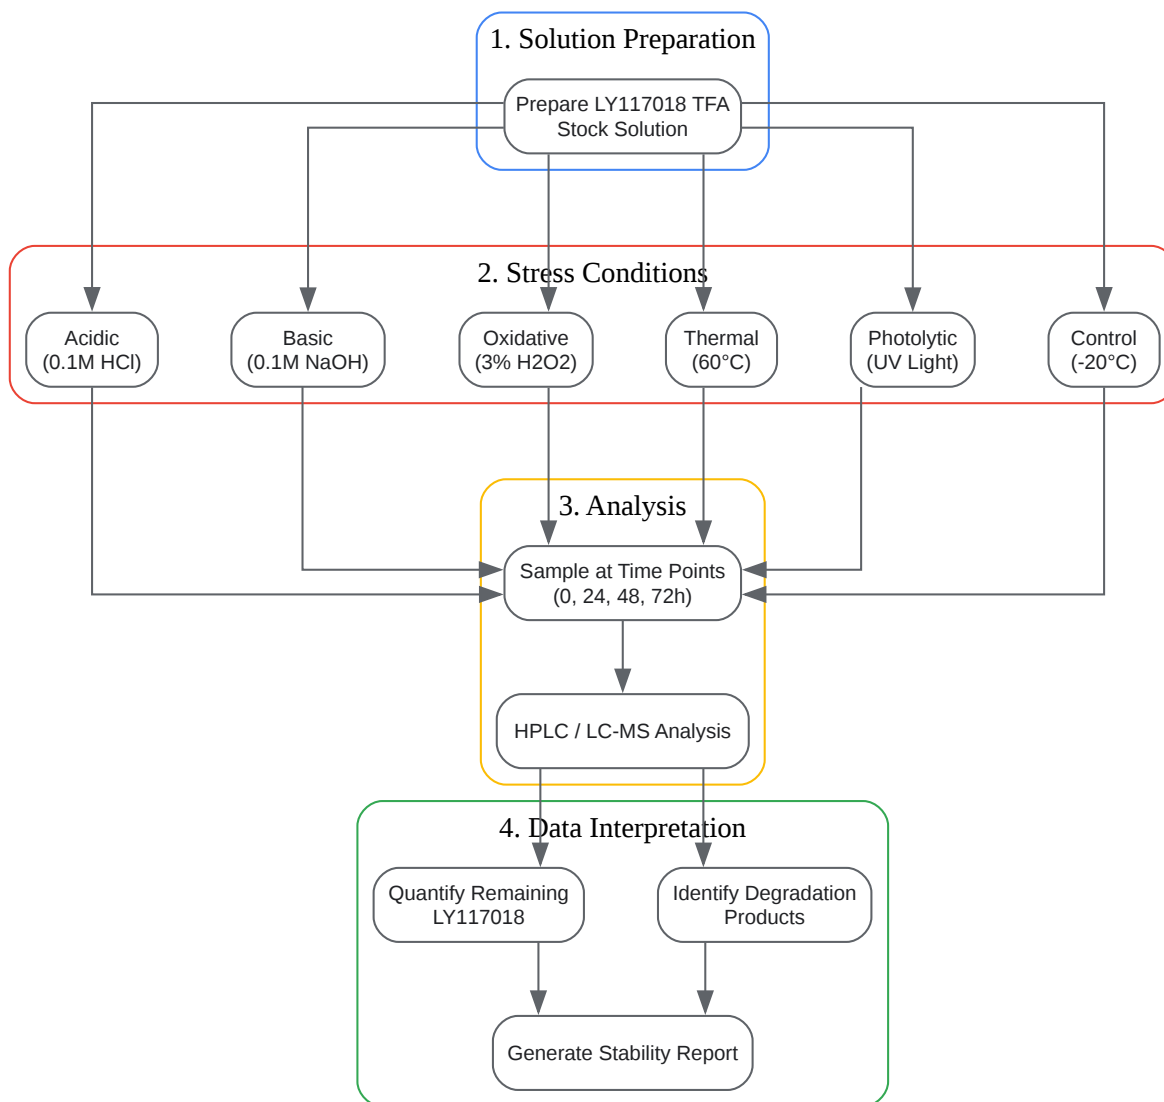 1. Solution Preparation
Prepare LY117018 TFA
Stock Solution
2. Stress Conditions
Acidic
(0.1M HCl)
Basic
(0.1M NaOH)
Oxidative
(3% H2O2)
Thermal
(60°C)
Photolytic
(UV Light)
Control
(-20°C)
3. Analysis
Sample at Time Points
(0, 24, 48, 72h)
HPLC / LC-MS Analysis
4. Data Interpretation
Quantify Remaining
LY117018
Identify Degradation
Products
Generate Stability Report